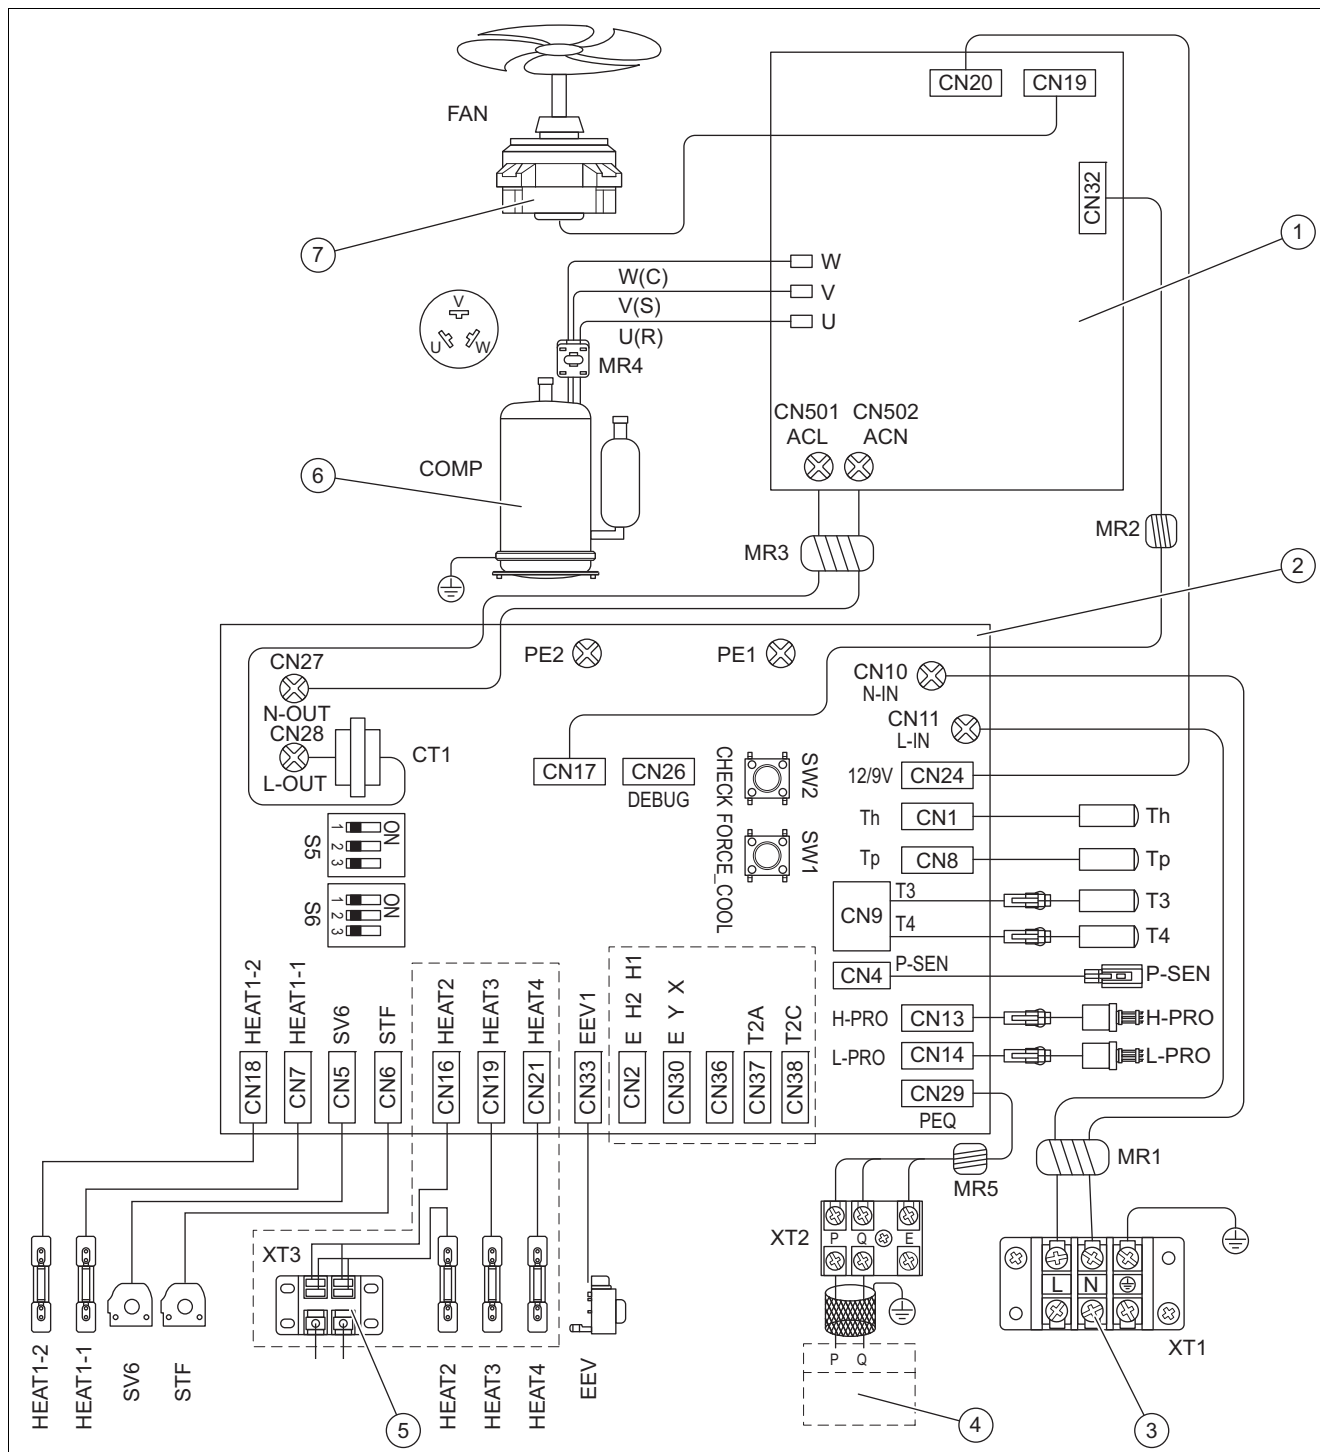 FAN
CN20
CN19
CN32
7
1
W
V
U
W(C)
V(S)
U(R)
V
U
W
MR4
CN501
ACL
CN502
ACN
COMP
6
MR3
MR2
2
CN27
N-OUT
CN28
L-OUT
CT1
PE2
PE1
CN10
N-IN
CN11
L-IN
CN17
CN26
DEBUG
CHECK FORCE_COOL
SW2
SW1
12/9V
CN24
Th
CN1
Th
Tp
CN8
Tp
S5
1
2
3
ON
S6
1
2
3
ON
CN9
T3
T4
T3
T4
CN4
P-SEN
P-SEN
H-PRO
CN13
H-PRO
L-PRO
CN14
L-PRO
CN29
PEQ
HEAT1-2
CN18
HEAT1-1
CN7
SV6
CN5
STF
CN6
HEAT2
CN16
HEAT3
CN19
HEAT4
CN21
EEV1
CN33
E H2 H1
CN2
E Y X
CN30
CN36
T2A
CN37
T2C
CN38
MR1
MR5
XT2
P
Q
E
XT3
L
N
XT1
P
Q
HEAT1-2
HEAT1-1
SV6
STF
5
HEAT2
HEAT3
HEAT4
EEV
4
3